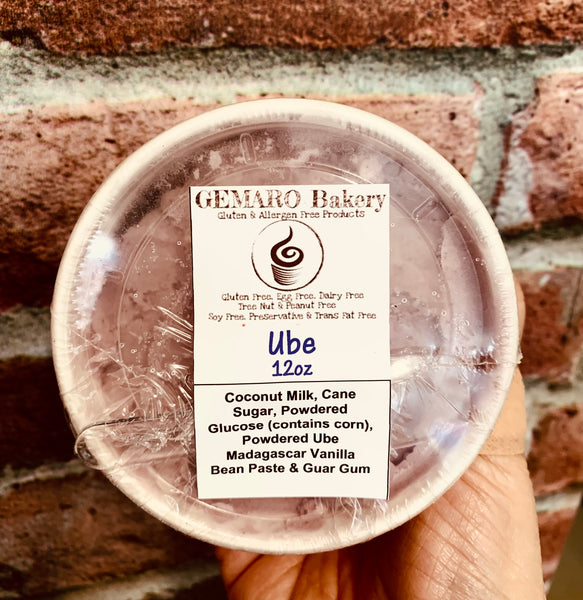 GEMARO Bakery
Gluten & Allergen Free Products
Gluten Free. Egg Free. Dairy Free
Tree Nut & Peanut Free
Soy Free. Preservative & Trans Fat Free
Ube
12oz
Coconut Milk, Cane
Sugar, Powdered
Glucose (contains corn),
Powdered Ube
Madagascar Vanilla
Bean Paste & Guar Gum